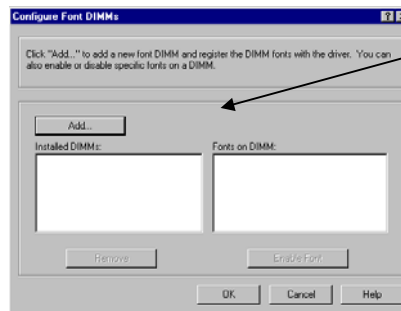 Configure Font DIMMs
Click "Add..." to add a new font DIMM and register the DIMM fonts with the driver. You can
also enable or disable specific fonts on a DIMM.
Add...
Installed DIMMs:
Fonts on DIMM:
Remove
Enable Font
OK
Cancel
Help